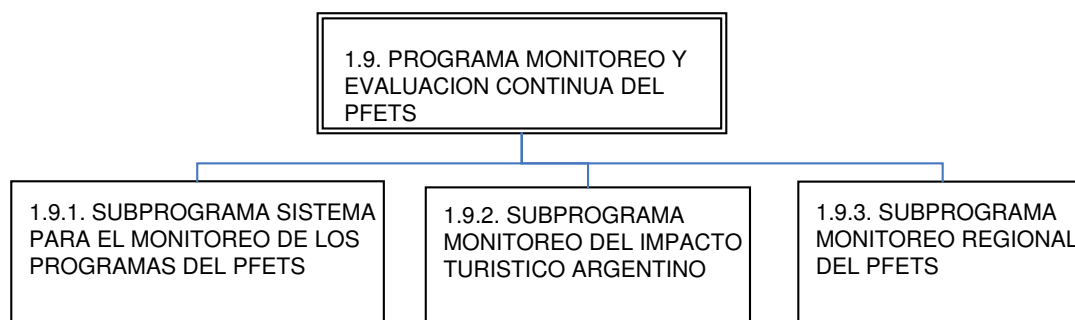 1.9. PROGRAMA MONITOREO Y
EVALUACION CONTINUA DEL
PFETS
1.9.1. SUBPROGRAMA SISTEMA
PARA EL MONITOREO DE LOS
PROGRAMAS DEL PFETS
1.9.2. SUBPROGRAMA
MONITOREO DEL IMPACTO
TURISTICO ARGENTINO
1.9.3. SUBPROGRAMA
MONITOREO REGIONAL
DEL PFETS